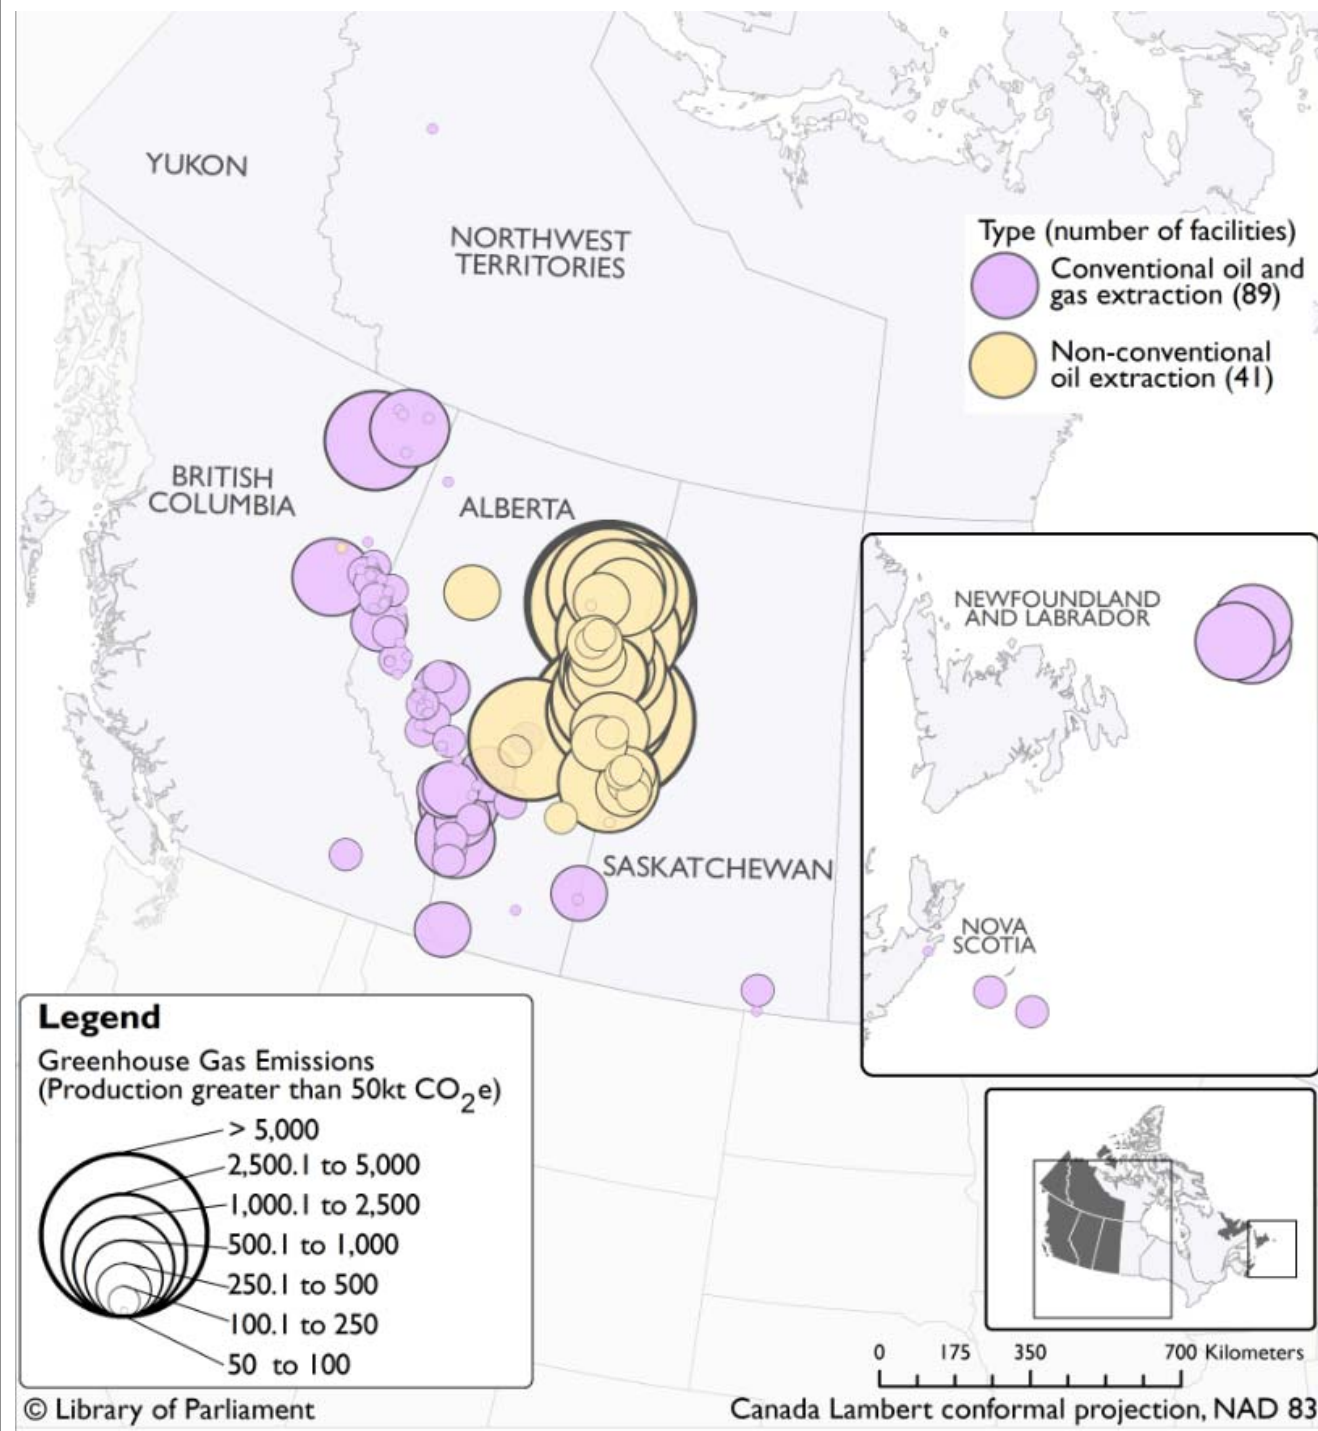 YUKON
NORTHWEST
TERRITORIES
Type (number of facilities)
Conventional oil and
gas extraction (89)
Non-conventional
oil extraction (41)
BRITISH
COLUMBIA
ALBERTA
SASKATCHEWAN
NEWFOUNDLAND
AND LABRADOR
NOVA
SCOTIA
Legend
Greenhouse Gas Emissions
(Production greater than 50kt CO2e)
> 5,000
2,500.1 to 5,000
1,000.1 to 2,500
500.1 to 1,000
250.1 to 500
100.1 to 250
50 to 100
0 175 350 700 Kilometers
© Library of Parliament
Canada Lambert conformal projection, NAD 83